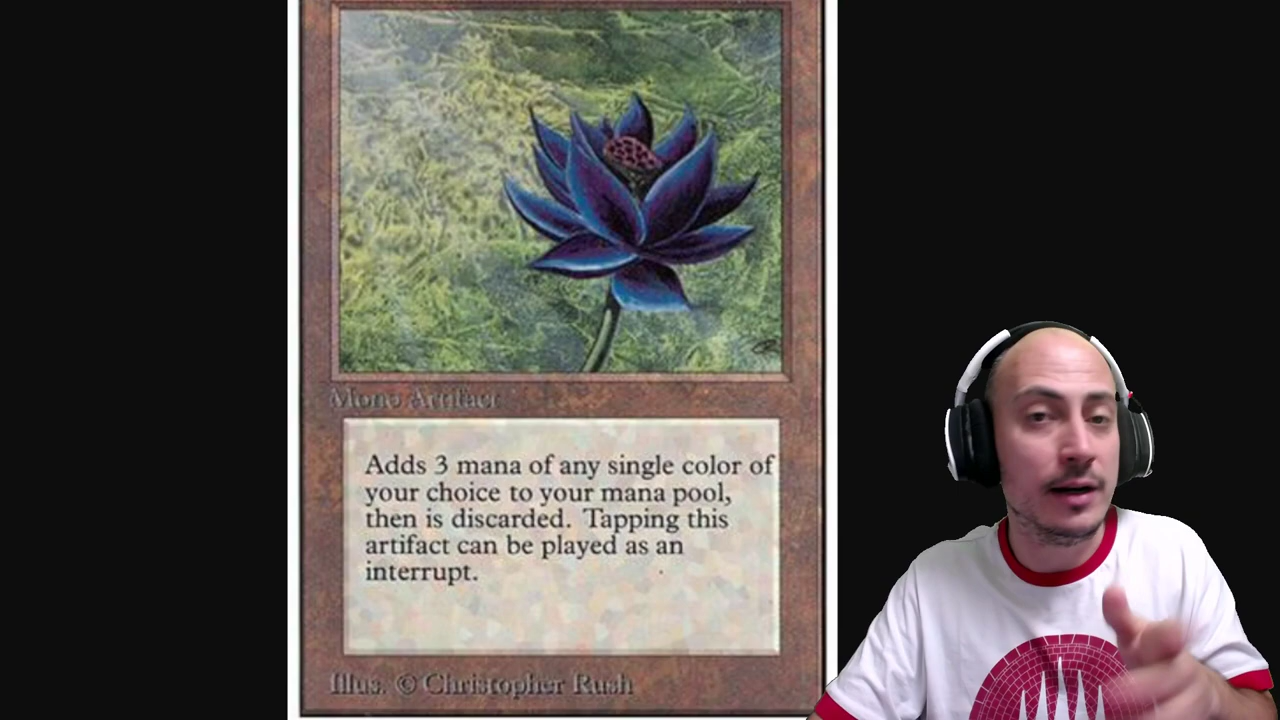 Mono Artifact
Adds 3 mana of any single color of
your choice to your mana pool,
then is discarded. Tapping this
artifact can be played as an
interrupt.
Illus. © Christopher Rush